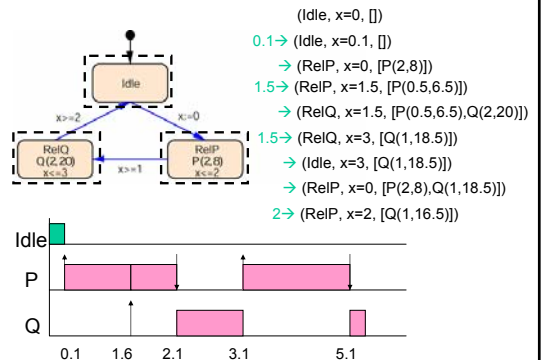 Idle
x>=2
x:=0
RelQ
Q(2,20)
x<=3
x>=1
RelP
P(2,8)
x<=2
(Idle, x=0, [])
0.1→ (Idle, x=0.1, [])
→ (RelP, x=0, [P(2,8)])
1.5→ (RelP, x=1.5, [P(0.5,6.5)])
→ (RelQ, x=1.5, [P(0.5,6.5),Q(2,20)])
1.5→ (RelQ, x=3, [Q(1,18.5)])
→ (Idle, x=3, [Q(1,18.5)])
→ (RelP, x=0, [P(2,8),Q(1,18.5)])
2→ (RelP, x=2, [Q(1,16.5)])
Idle
P
Q
0.1 1.6 2.1 3.1 5.1